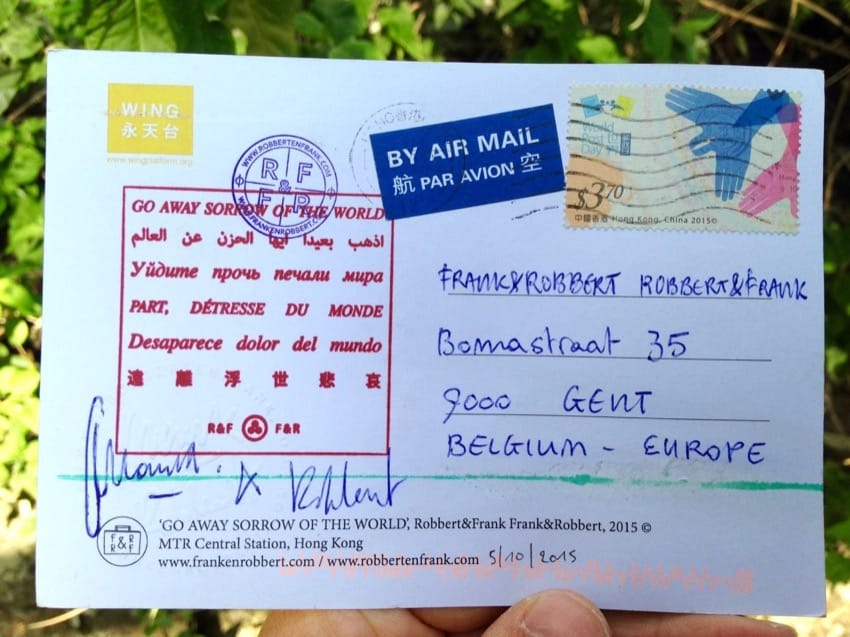 WING
永天台
www.wingplatform.org
WWW.ROBBERTENFRANK.COM
R F
&
F R
WWW.FRANKENROBBERT.COM
BY AIR MAIL
航 PAR AVION 空
World
Post
Day
$3.70
中國香港 Hong Kong, China 2015©
GO AWAY SORROW OF THE WORLD
اذهب بعيدا ايها الحزن عن العالم
Уйдите прочь печали мира
PART, DÉTRESSE DU MONDE
Desaparece dolor del mundo
遠 離 浮 世 悲 哀
R&F F&R
FRANK&ROBBERT ROBBERT&FRANK
Bomastraat 35
9000 GENT
BELGIUM - EUROPE
& Robbert
F R
&
R F
'GO AWAY SORROW OF THE WORLD', Robbert&Frank Frank&Robbert, 2015 ©
MTR Central Station, Hong Kong
www.frankenrobbert.com / www.robbertenfrank.com 5/10/2015